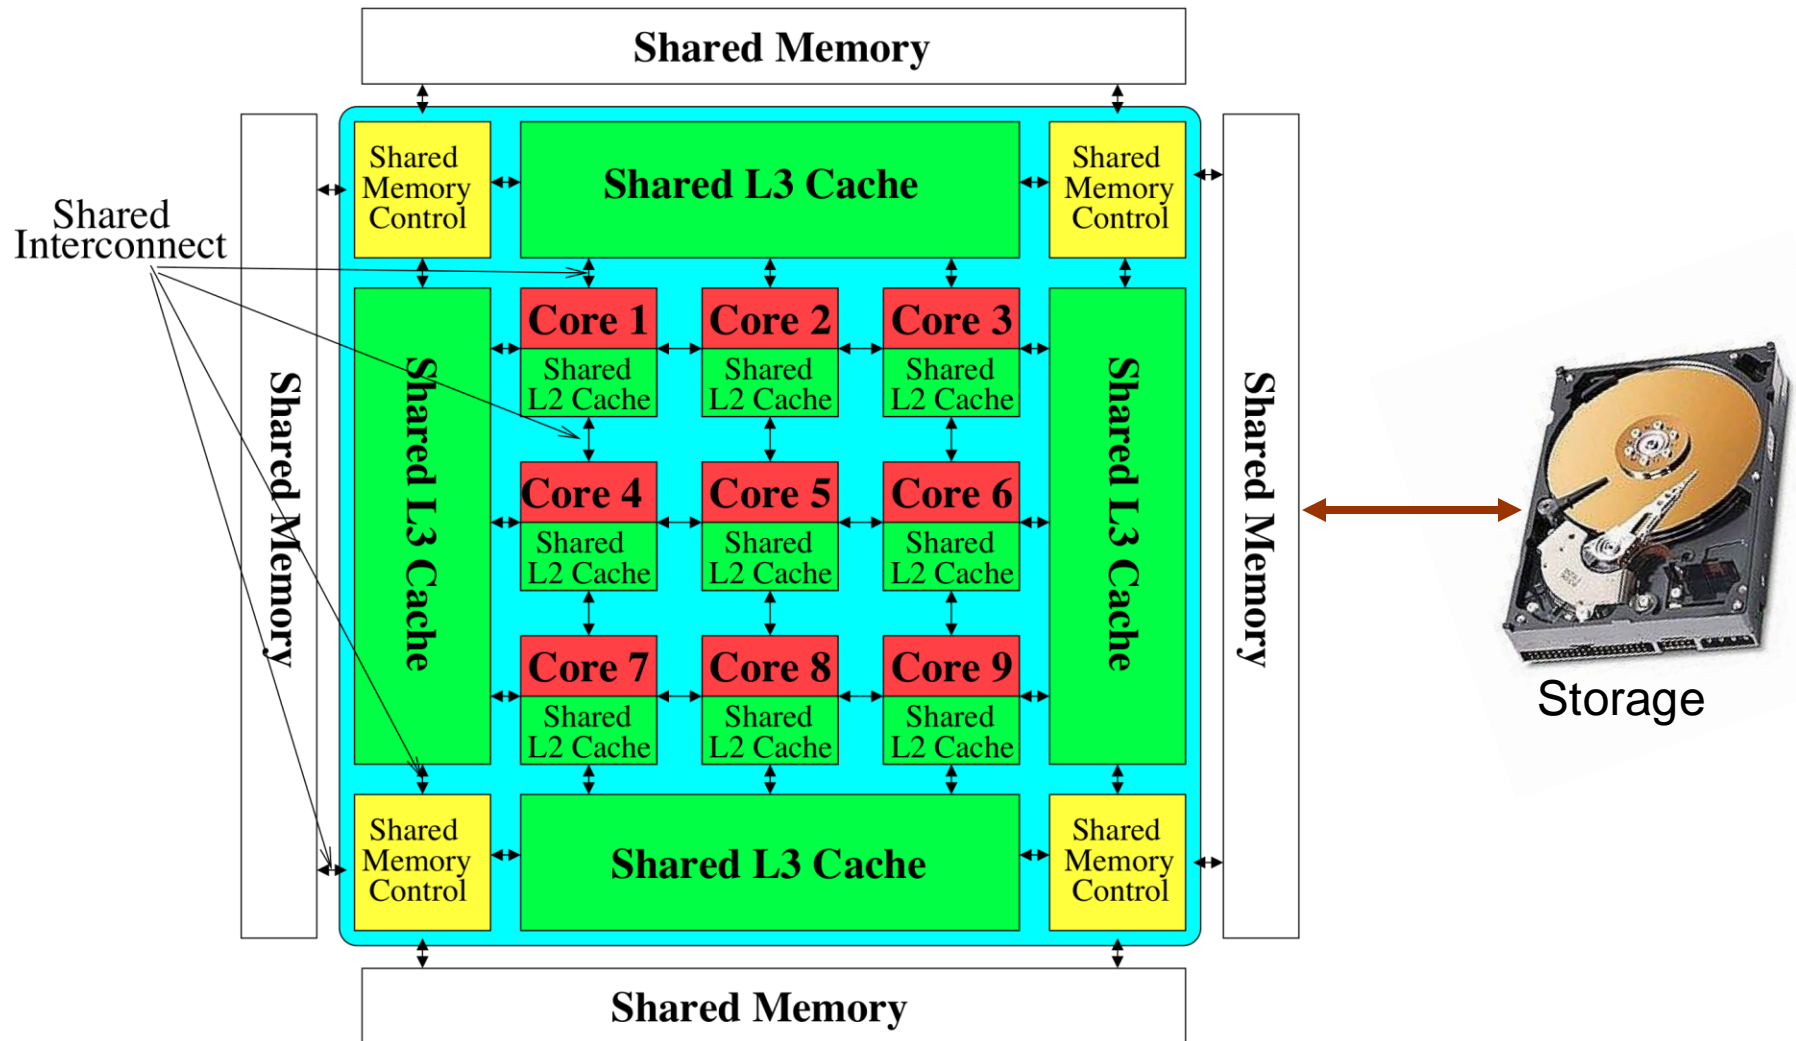 Shared Memory
Shared
Memory
Control
Shared L3 Cache
Shared
Memory
Control
Shared
Interconnect
Shared Memory
Shared L3 Cache
Core 1
Shared
L2 Cache
Core 2
Shared
L2 Cache
Core 3
Shared
L2 Cache
Core 4
Shared
L2 Cache
Core 5
Shared
L2 Cache
Core 6
Shared
L2 Cache
Core 7
Shared
L2 Cache
Core 8
Shared
L2 Cache
Core 9
Shared
L2 Cache
Shared L3 Cache
Shared Memory
Storage
Shared
Memory
Control
Shared L3 Cache
Shared
Memory
Control
Shared Memory